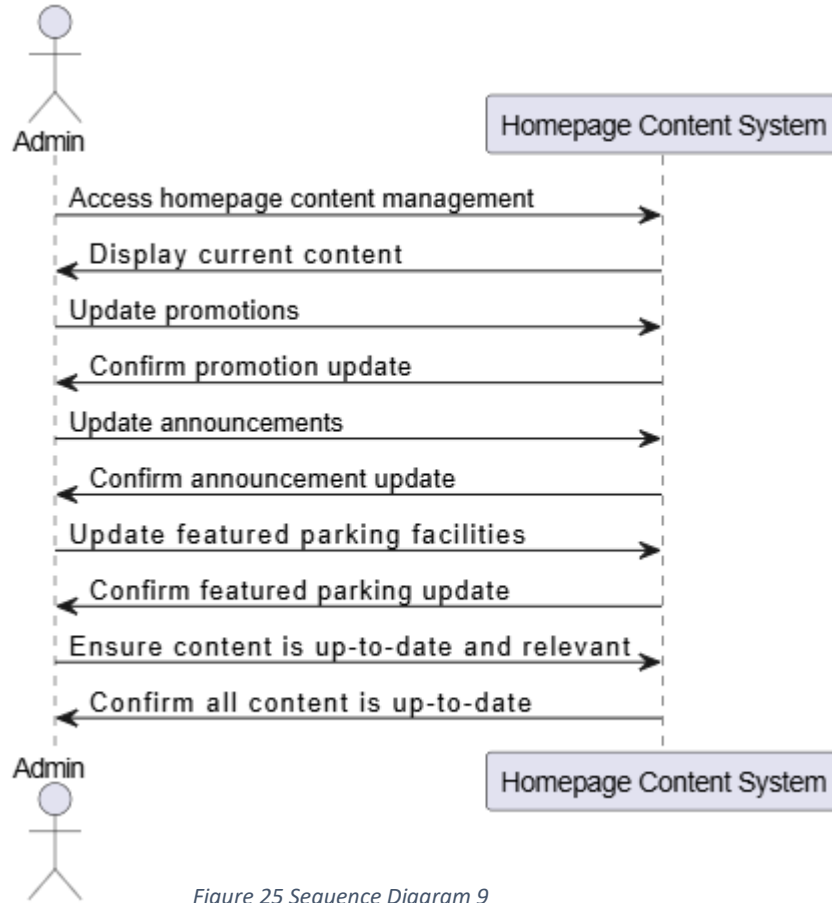 Admin
Homepage Content System
Access homepage content management
Display current content
Update promotions
Confirm promotion update
Update announcements
Confirm announcement update
Update featured parking facilities
Confirm featured parking update
Ensure content is up-to-date and relevant
Confirm all content is up-to-date
Admin
Homepage Content System
Figure 25 Sequence Diagram 9